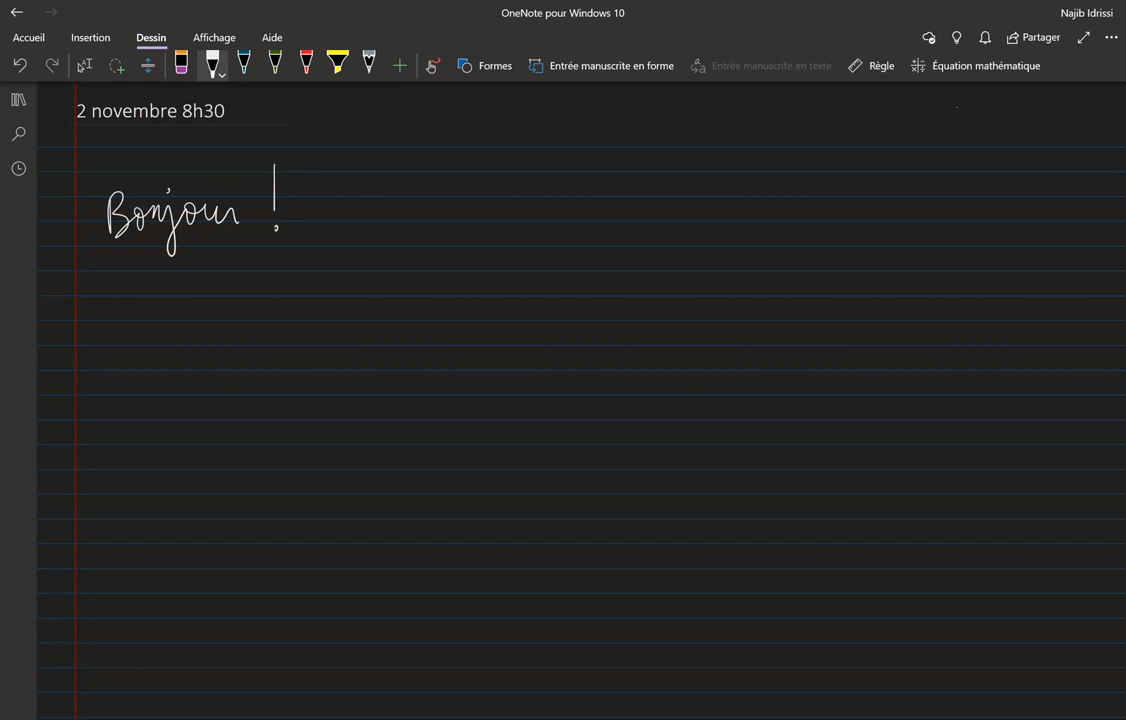 OneNote pour Windows 10
Najib Idrissi
Accueil Insertion Dessin Affichage Aide
Partager
Formes Entrée manuscrite en forme Entrée manuscrite en texte Règle Équation mathématique
2 novembre 8h30
Bonjour !